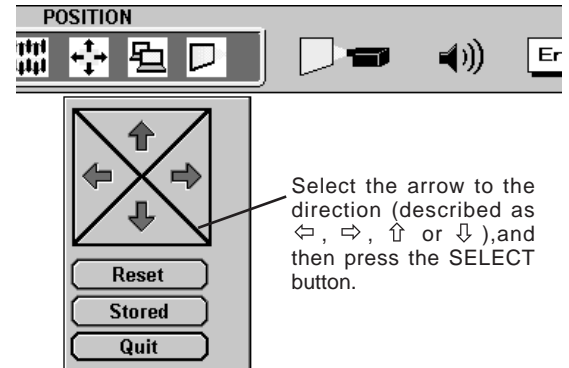 POSITION
Er
Select the arrow to the
direction (described as
⇦ , ⇨ , ⇧ or ⇩ ),and
then press the SELECT
button.
Reset
Stored
Quit